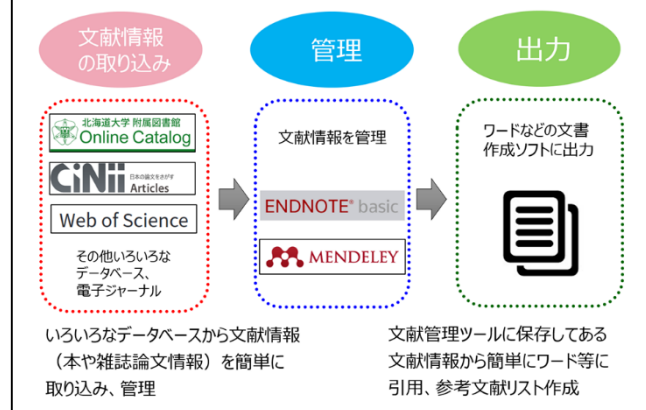 文献情報
の取り込み
管理
出力
北海道大学 附属図書館
Online Catalog
CiNii 日本の論文をさがす
Articles
Web of Science
その他いろいろな
データベース、
電子ジャーナル
文献情報を管理
ENDNOTE® basic
MENDELEY
ワードなどの文書
作成ソフトに出力
いろいろなデータベースから文献情報
(本や雑誌論文情報)を簡単に
取り込み、管理
文献管理ツールに保存してある
文献情報から簡単にワード等に
引用、参考文献リスト作成